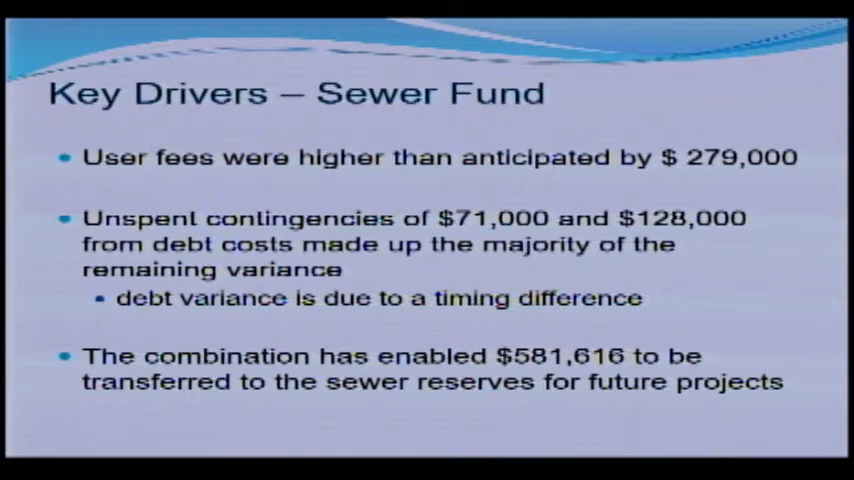 Key Drivers – Sewer Fund
• User fees were higher than anticipated by $ 279,000
• Unspent contingencies of $71,000 and $128,000
from debt costs made up the majority of the
remaining variance
• debt variance is due to a timing difference
• The combination has enabled $581,616 to be
transferred to the sewer reserves for future projects